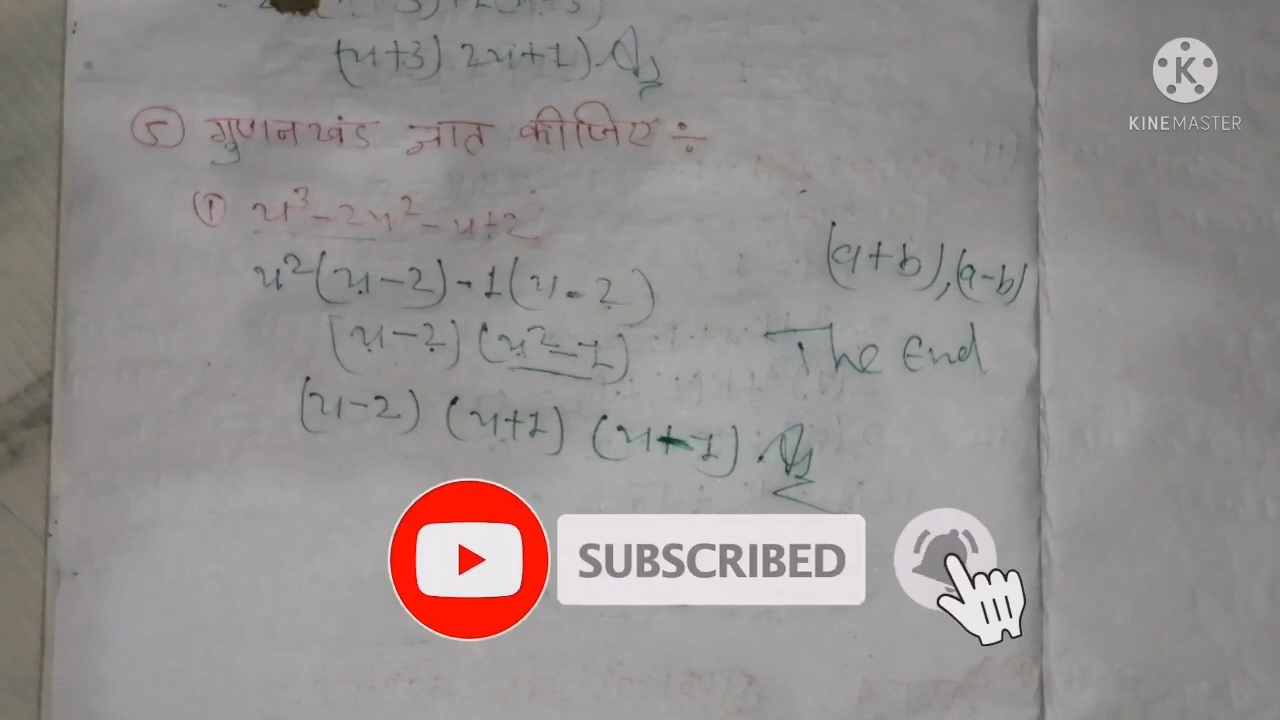 (x+3) 2x+1) Ans
KINEMASTER
⑤ गुणनखंड ज्ञात कीजिए ÷
① x³-2x²-x+2
x²(x-2)-1(x-2)
(x-2) (x²-1)
(x-2) (x+1) (x-1) Ans
(a+b), (a-b)
The End
SUBSCRIBED